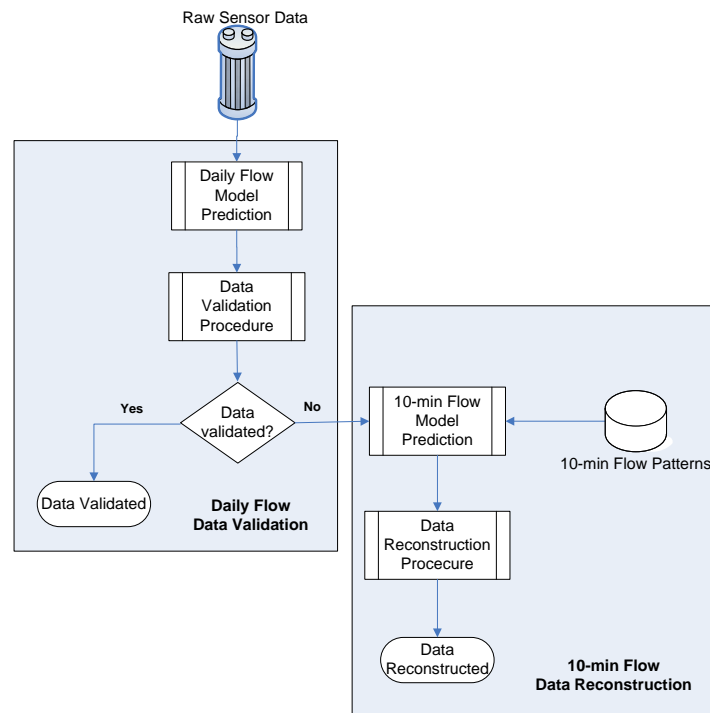 Raw Sensor Data
Daily Flow
Model
Prediction
Data
Validation
Procedure
Data
validated?
Yes
No
Data Validated
Daily Flow
Data Validation
10-min Flow
Model
Prediction
10-min Flow Patterns
Data
Reconstruction
Procecure
Data
Reconstructed
10-min Flow
Data Reconstruction